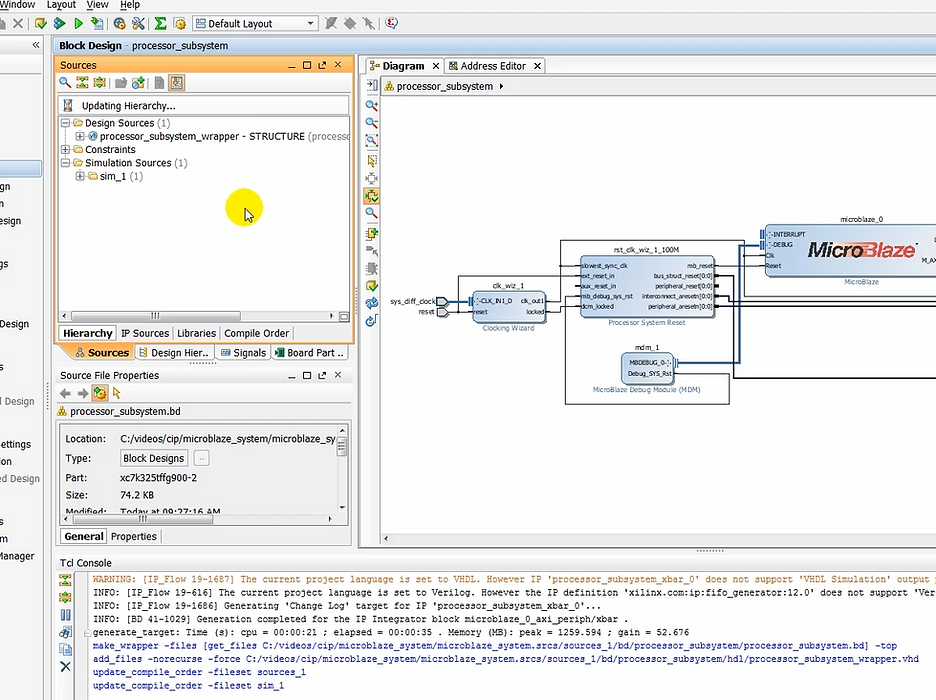 Window Layout View Help
Default Layout
Block Design - processor_subsystem
Sources
Updating Hierarchy...
Design Sources (1)
processor_subsystem_wrapper - STRUCTURE (processo
Constraints
Simulation Sources (1)
sim_1 (1)
Hierarchy IP Sources Libraries Compile Order
Sources Design Hier.. Signals Board Part ..
Source File Properties
processor_subsystem.bd
Location: C:/videos/cip/microblaze_system/microblaze_sy
Type: Block Designs
Part: xc7k325tffg900-2
Size: 74.2 KB
Modified: Today at 09:27:16 AM
General Properties
Diagram Address Editor
processor_subsystem
sys_diff_clock
reset
clk_wiz_1
CLK_IN1_D clk_out1
reset locked
Clocking Wizard
rst_clk_wiz_1_100M
slowest_sync_clk mb_reset
ext_reset_in bus_struct_reset[0:0]
aux_reset_in peripheral_reset[0:0]
mb_debug_sys_rst interconnect_aresetn[0:0]
dcm_locked peripheral_aresetn[0:0]
Processor System Reset
mdm_1
MBDEBUG_0
Debug_SYS_Rst
MicroBlaze Debug Module (MDM)
microblaze_0
INTERRUPT
DEBUG
Clk
Reset
MicroBlaze
M_AX
MicroBlaze
gn
n
esign
gs
Design
s
d Design
ettings
ion
ed Design
s
m
Manager
Tcl Console
WARNING: [IP_Flow 19-1687] The current project language is set to VHDL. However IP 'processor_subsystem_xbar_0' does not support 'VHDL Simulation' output
INFO: [IP_Flow 19-616] The current project language is set to Verilog. However the IP definition 'xilinx.com:ip:fifo_generator:12.0' does not support 'Ver
INFO: [IP_Flow 19-1686] Generating 'Change Log' target for IP 'processor_subsystem_xbar_0'...
INFO: [BD 41-1029] Generation completed for the IP Integrator block microblaze_0_axi_periph/xbar .
generate_target: Time (s): cpu = 00:00:21 ; elapsed = 00:00:35 . Memory (MB): peak = 1259.594 ; gain = 52.676
make_wrapper -files [get_files C:/videos/cip/microblaze_system/microblaze_system.srcs/sources_1/bd/processor_subsystem/processor_subsystem.bd] -top
add_files -norecurse -force C:/videos/cip/microblaze_system/microblaze_system.srcs/sources_1/bd/processor_subsystem/hdl/processor_subsystem_wrapper.vhd
update_compile_order -fileset sources_1
update_compile_order -fileset sim_1